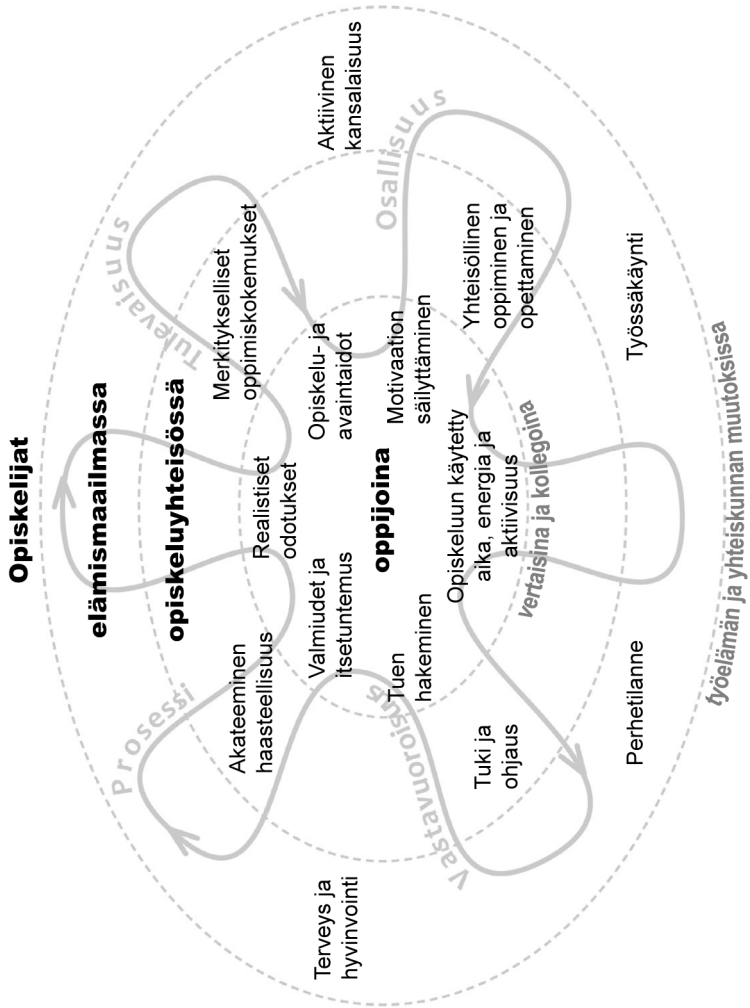 Opiskelijat
elämismaailmassa
opiskeluyhteisössä
oppijoina
Prosessi
Tulevaisuus
Osallisuus
Vastavuoroisuus
Akateeminen
haasteellisuus
Merkitykselliset
oppimiskokemukset
Realistiset
odotukset
Valmiudet ja
itsetuntemus
Opiskelu- ja
avaintaidot
Terveys ja
hyvinvointi
Aktiivinen
kansalaisuus
Tuen
hakeminen
Motivaation
säilyttäminen
Opiskeluun käytetty
aika, energia ja
aktiivisuus
Tuki ja
ohjaus
Yhteisöllinen
oppiminen ja
opettaminen
vertaisina ja kollegoina
Perhetilanne
Työssäkäynti
työelämän ja yhteiskunnan muutoksissa